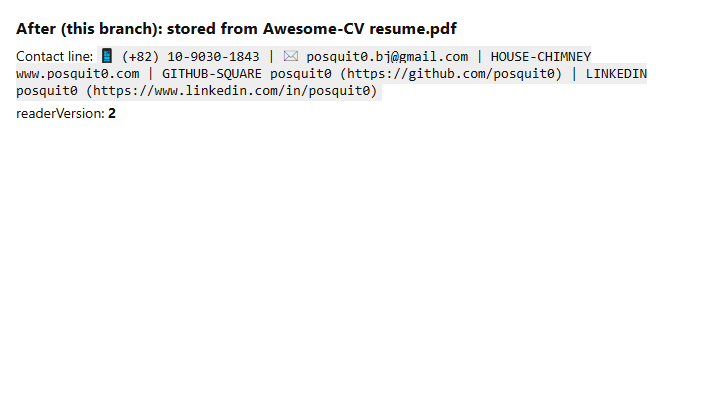 After (this branch): stored from Awesome-CV resume.pdf
Contact line: 📱 (+82) 10-9030-1843 | ✉ posquit0.bj@gmail.com | HOUSE-CHIMNEY
www.posquit0.com | GITHUB-SQUARE posquit0 (https://github.com/posquit0) | LINKEDIN
posquit0 (https://www.linkedin.com/in/posquit0)
readerVersion: 2